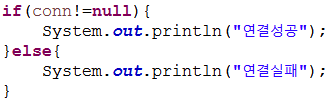 if(conn!=null){
    System.out.println("연결성공");
}else{
    System.out.println("연결실패");
}